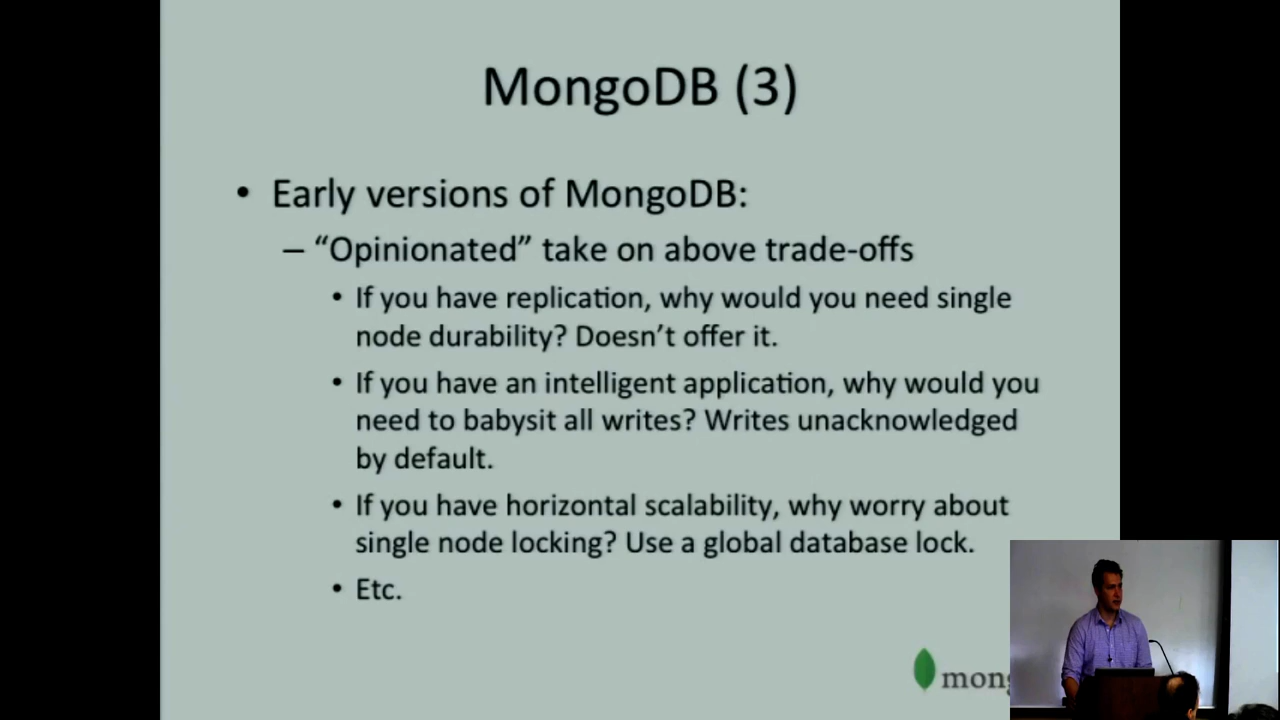 MongoDB (3)
• Early versions of MongoDB:
– “Opinionated” take on above trade-offs
• If you have replication, why would you need single
node durability? Doesn’t offer it.
• If you have an intelligent application, why would you
need to babysit all writes? Writes unacknowledged
by default.
• If you have horizontal scalability, why worry about
single node locking? Use a global database lock.
• Etc.
mong